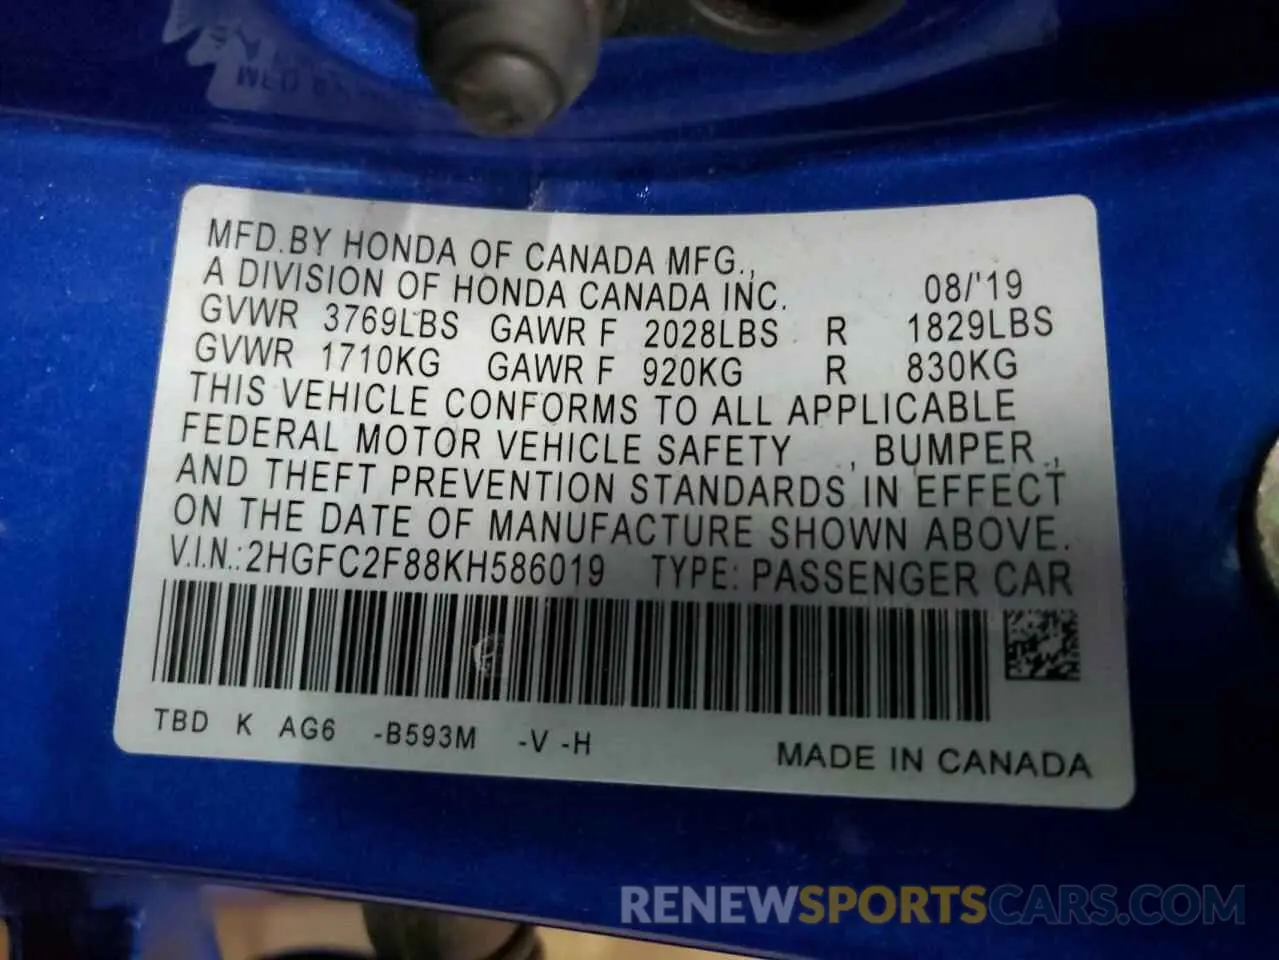 MFD.BY HONDA OF CANADA MFG.,
A DIVISION OF HONDA CANADA INC. 08/'19
GVWR 3769LBS GAWR F 2028LBS R 1829LBS
GVWR 1710KG GAWR F 920KG R 830KG
THIS VEHICLE CONFORMS TO ALL APPLICABLE
FEDERAL MOTOR VEHICLE SAFETY , BUMPER ,
AND THEFT PREVENTION STANDARDS IN EFFECT
ON THE DATE OF MANUFACTURE SHOWN ABOVE.
V.I.N.:2HGFC2F88KH586019 TYPE: PASSENGER CAR
TBD K AG6 -B593M -V -H
MADE IN CANADA
RENEWSPORTSCARS.COM